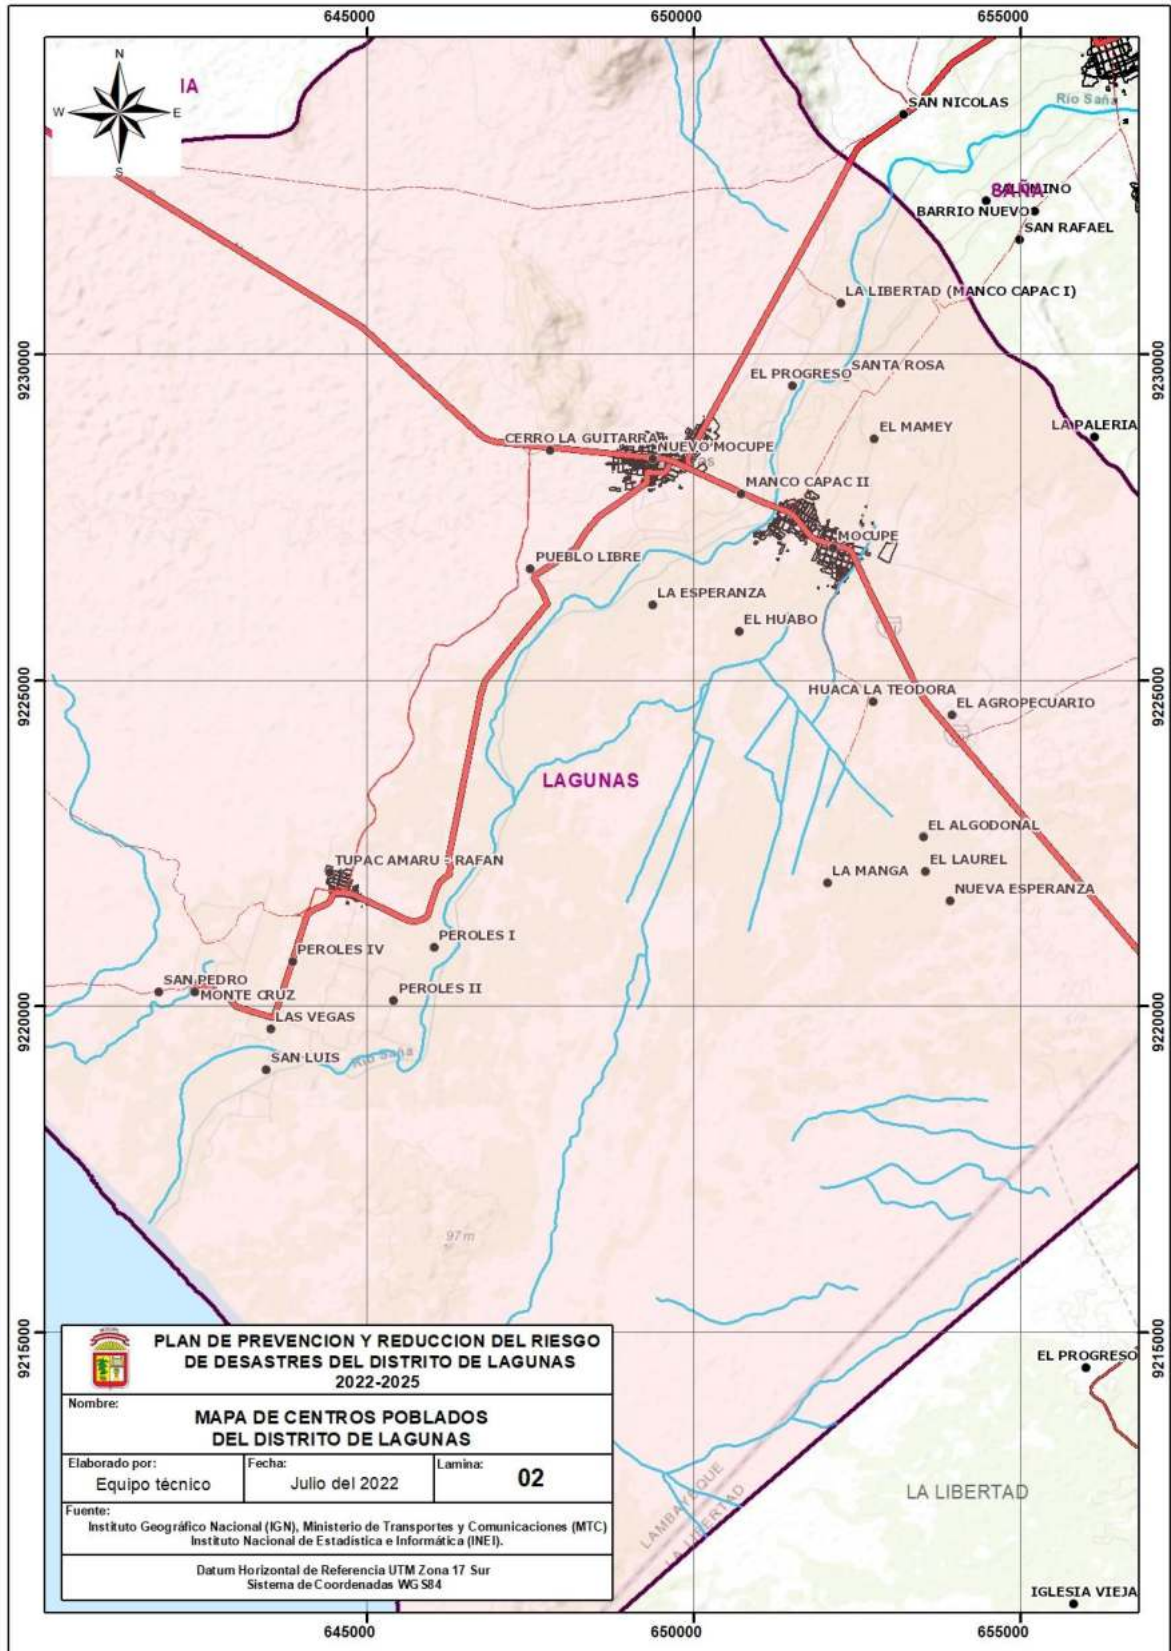 645000
650000
655000
N
W
E
S
IA
SAN NICOLAS
Río Saña
SAÑA
BARRIO NUEVO
SAN RAFAEL
LA LIBERTAD (MANCO CAPAC I)
9230000
9230000
SANTA ROSA
EL PROGRESO
EL MAMEY
LA PALERIA
CERRO LA GUITARRA
NUEVO MOCUPE
MANCO CAPAC II
MOCUPE
PUEBLO LIBRE
LA ESPERANZA
EL HUABO
9225000
9225000
HUACA LA TEODORA
EL AGROPECUARIO
LAGUNAS
EL ALGODONAL
TUPAC AMARU - RAFAN
LA MANGA
EL LAUREL
NUEVA ESPERANZA
PEROLES I
PEROLES IV
SAN PEDRO
MONTE CRUZ
PEROLES II
9220000
9220000
LAS VEGAS
SAN LUIS
Río Saña
97 m
9215000
9215000
EL PROGRESO
PLAN DE PREVENCION Y REDUCCION DEL RIESGO
DE DESASTRES DEL DISTRITO DE LAGUNAS
2022-2025
Nombre:
MAPA DE CENTROS POBLADOS
DEL DISTRITO DE LAGUNAS
Elaborado por:
Equipo técnico
Fecha:
Julio del 2022
Lamina:
02
Fuente:
Instituto Geográfico Nacional (IGN), Ministerio de Transportes y Comunicaciones (MTC)
Instituto Nacional de Estadística e Informática (INEI).
Datum Horizontal de Referencia UTM Zona 17 Sur
Sistema de Coordenadas WGS84
LAMBAYEQUE
LA LIBERTAD
LA LIBERTAD
IGLESIA VIEJA
645000
650000
655000